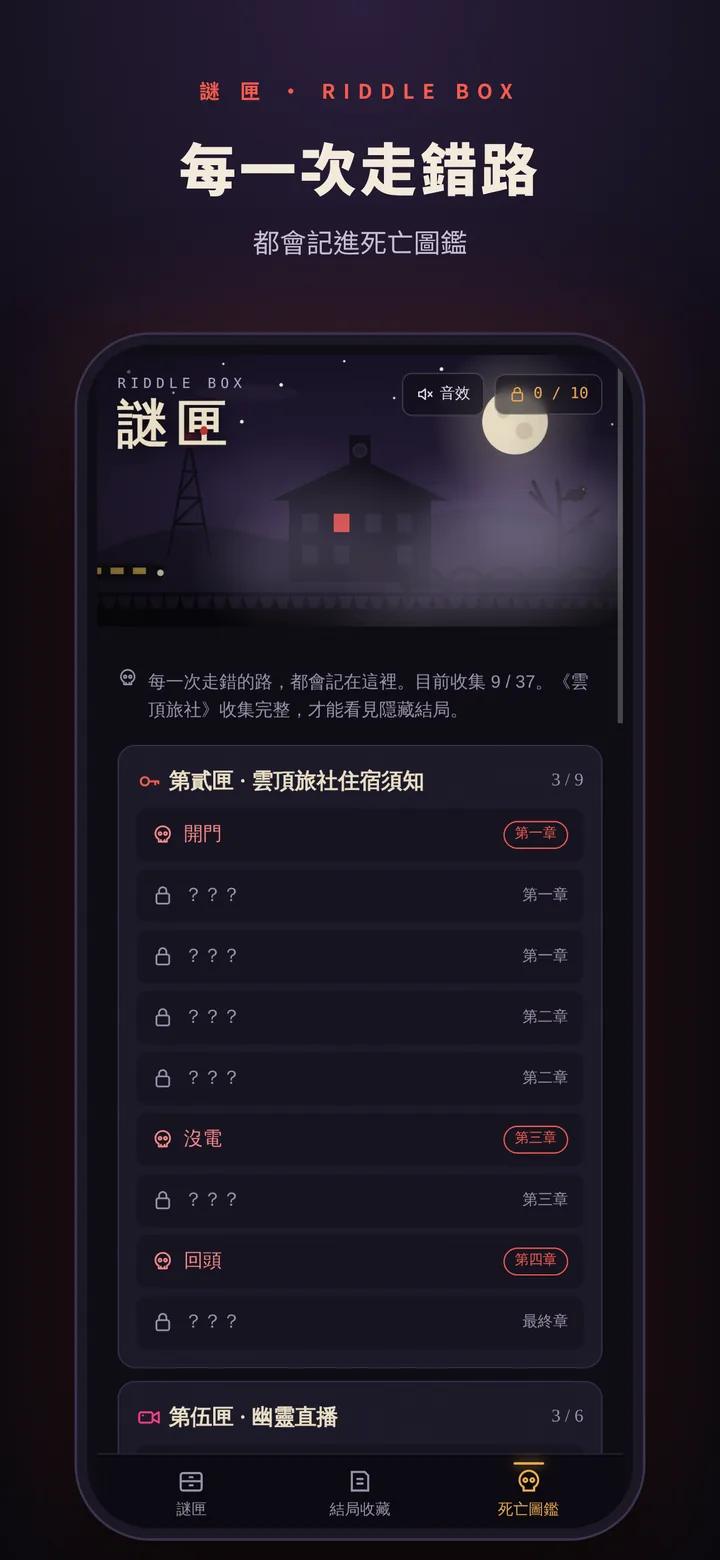 謎匣 • RIDDLE BOX
每一次走錯路
都會記進死亡圖鑑
RIDDLE BOX
謎匣
音效
0 / 10
每一次走錯的路，都會記在這裡。目前收集 9 / 37。《雲
頂旅社》收集完整，才能看見隱藏結局。
第貳匣 · 雲頂旅社住宿須知
3 / 9
開門
第一章
？？？
第一章
？？？
第一章
？？？
第二章
？？？
第二章
沒電
第三章
？？？
第三章
回頭
第四章
？？？
最終章
第伍匣 · 幽靈直播
3 / 6
謎匣
結局收藏
死亡圖鑑